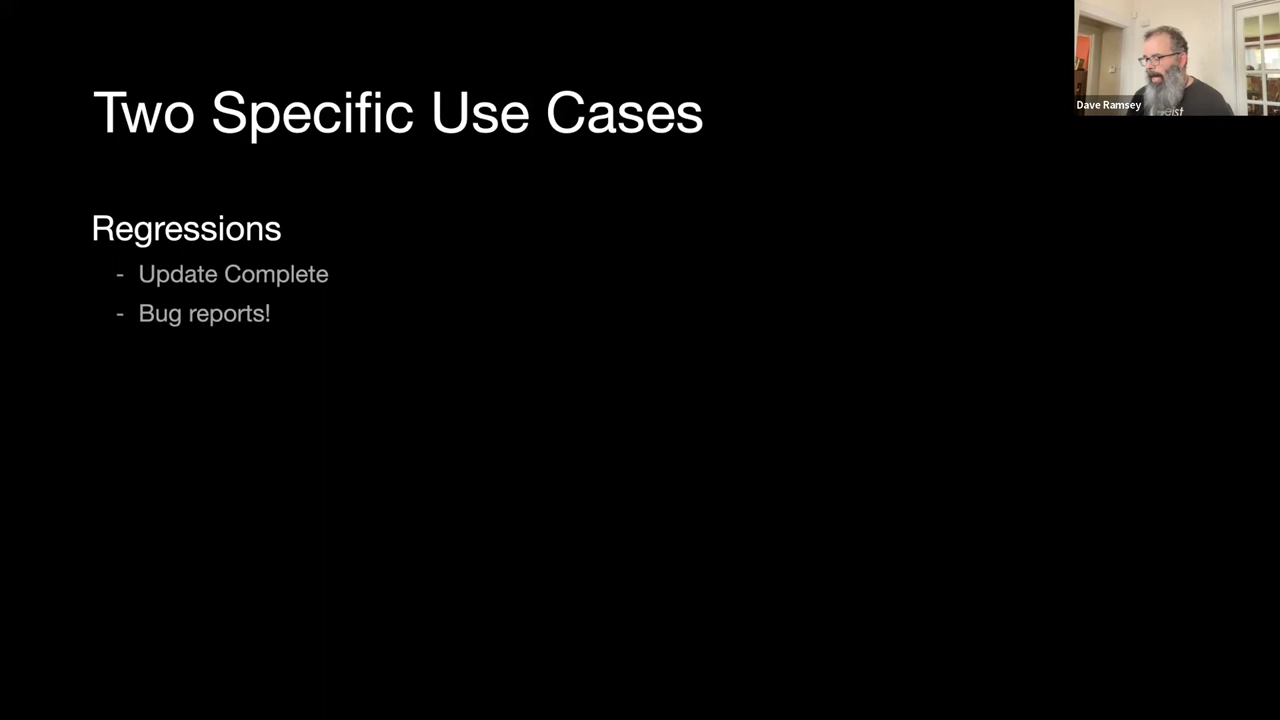 Two Specific Use Cases
Regressions
- Update Complete
- Bug reports!
Dave Ramsey